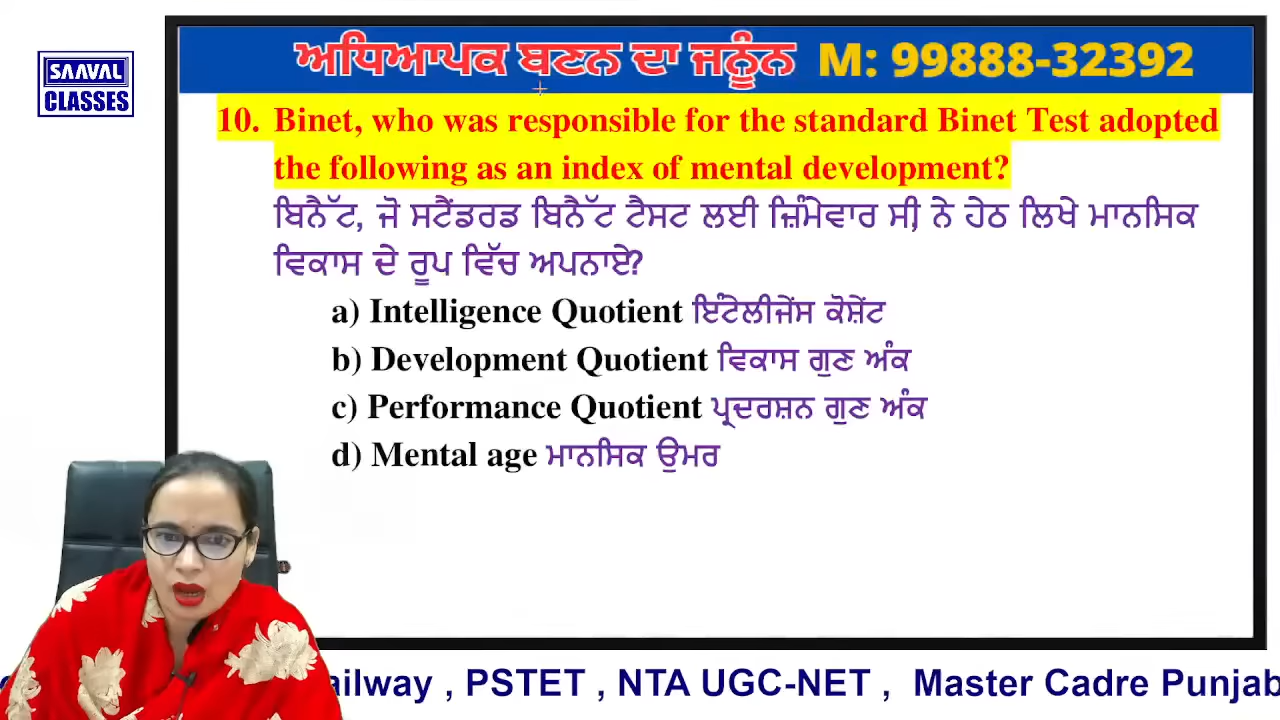 SAAVAL
CLASSES
ਅਧਿਆਪਕ ਬਣਨ ਦਾ ਜਨੂੰਨ M: 99888-32392
10. Binet, who was responsible for the standard Binet Test adopted
the following as an index of mental development?
ਬਿਨੈੱਟ, ਜੋ ਸਟੈਂਡਰਡ ਬਿਨੈੱਟ ਟੈਸਟ ਲਈ ਜ਼ਿੰਮੇਵਾਰ ਸੀ, ਨੇ ਹੇਠ ਲਿਖੇ ਮਾਨਸਿਕ
ਵਿਕਾਸ ਦੇ ਰੂਪ ਵਿੱਚ ਅਪਨਾਏ?
a) Intelligence Quotient ਇੰਟੇਲੀਜੇਂਸ ਕੋਸ਼ੇਂਟ
b) Development Quotient ਵਿਕਾਸ ਗੁਣ ਅੰਕ
c) Performance Quotient ਪ੍ਰਦਰਸ਼ਨ ਗੁਣ ਅੰਕ
d) Mental age ਮਾਨਸਿਕ ਉਮਰ
ailway , PSTET , NTA UGC-NET , Master Cadre Punjab